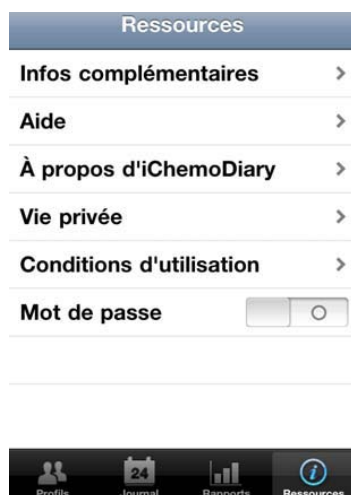 Ressources
Infos complémentaires
Aide
À propos d'iChemoDiary
Vie privée
Conditions d'utilisation
Mot de passe
24
Profils Journal Rapports Ressources